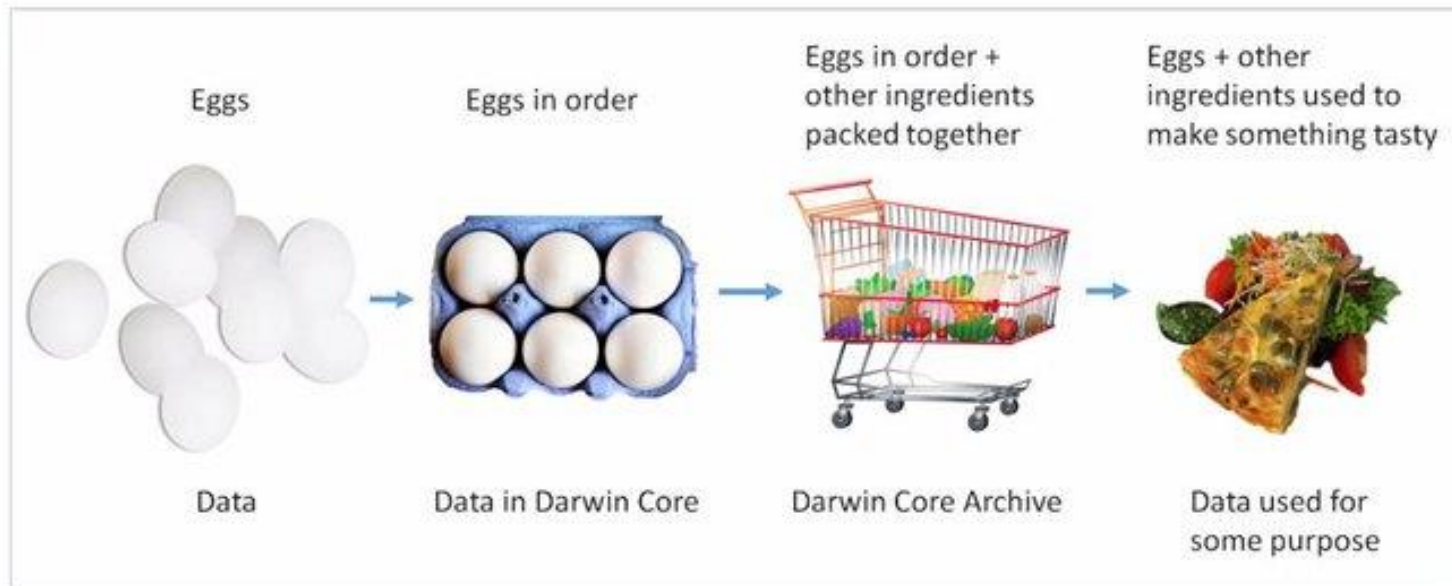 Eggs
Eggs in order
Eggs in order +
other ingredients
packed together
Eggs + other
ingredients used to
make something tasty
Data
Data in Darwin Core
Darwin Core Archive
Data used for
some purpose